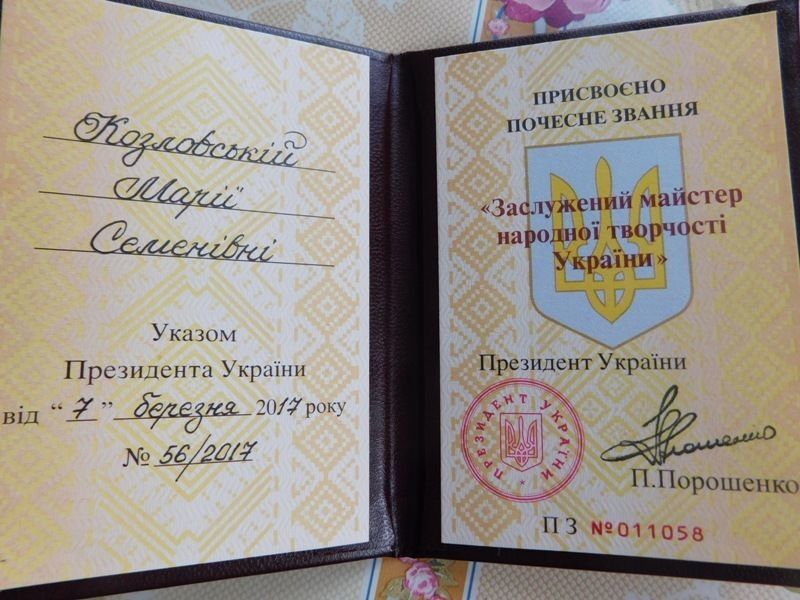 Козловській
Марії
Семенівні
Указом
Президента України
від “ 7 ” березня 2017 року
№ 56/2017
ПРИСВОЄНО
ПОЧЕСНЕ ЗВАННЯ
«Заслужений майстер
народної творчості
України»
Президент України
ПРЕЗИДЕНТ УКРАЇНИ
П.Порошенко
П З №011058